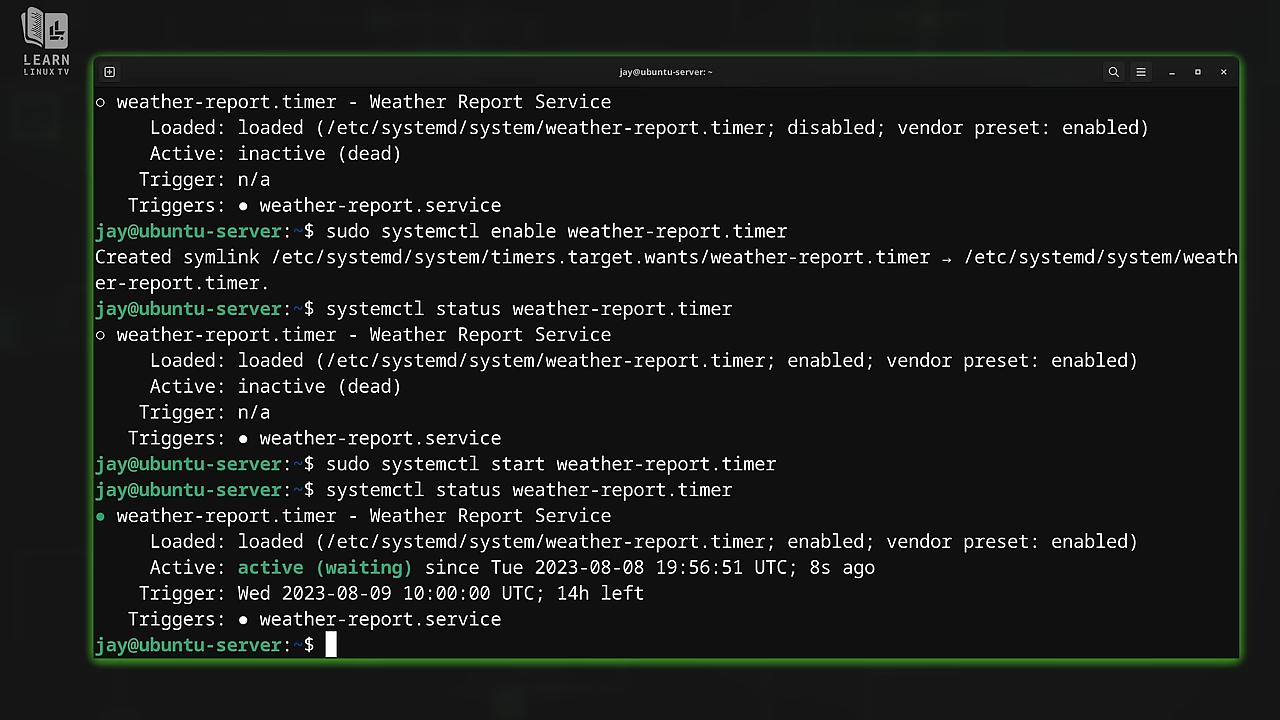 LEARN
LINUX TV
jay@ubuntu-server: ~
○ weather-report.timer - Weather Report Service
     Loaded: loaded (/etc/systemd/system/weather-report.timer; disabled; vendor preset: enabled)
     Active: inactive (dead)
    Trigger: n/a
   Triggers: ● weather-report.service
jay@ubuntu-server:~$ sudo systemctl enable weather-report.timer
Created symlink /etc/systemd/system/timers.target.wants/weather-report.timer → /etc/systemd/system/weath
er-report.timer.
jay@ubuntu-server:~$ systemctl status weather-report.timer
○ weather-report.timer - Weather Report Service
     Loaded: loaded (/etc/systemd/system/weather-report.timer; enabled; vendor preset: enabled)
     Active: inactive (dead)
    Trigger: n/a
   Triggers: ● weather-report.service
jay@ubuntu-server:~$ sudo systemctl start weather-report.timer
jay@ubuntu-server:~$ systemctl status weather-report.timer
● weather-report.timer - Weather Report Service
     Loaded: loaded (/etc/systemd/system/weather-report.timer; enabled; vendor preset: enabled)
     Active: active (waiting) since Tue 2023-08-08 19:56:51 UTC; 8s ago
    Trigger: Wed 2023-08-09 10:00:00 UTC; 14h left
   Triggers: ● weather-report.service
jay@ubuntu-server:~$